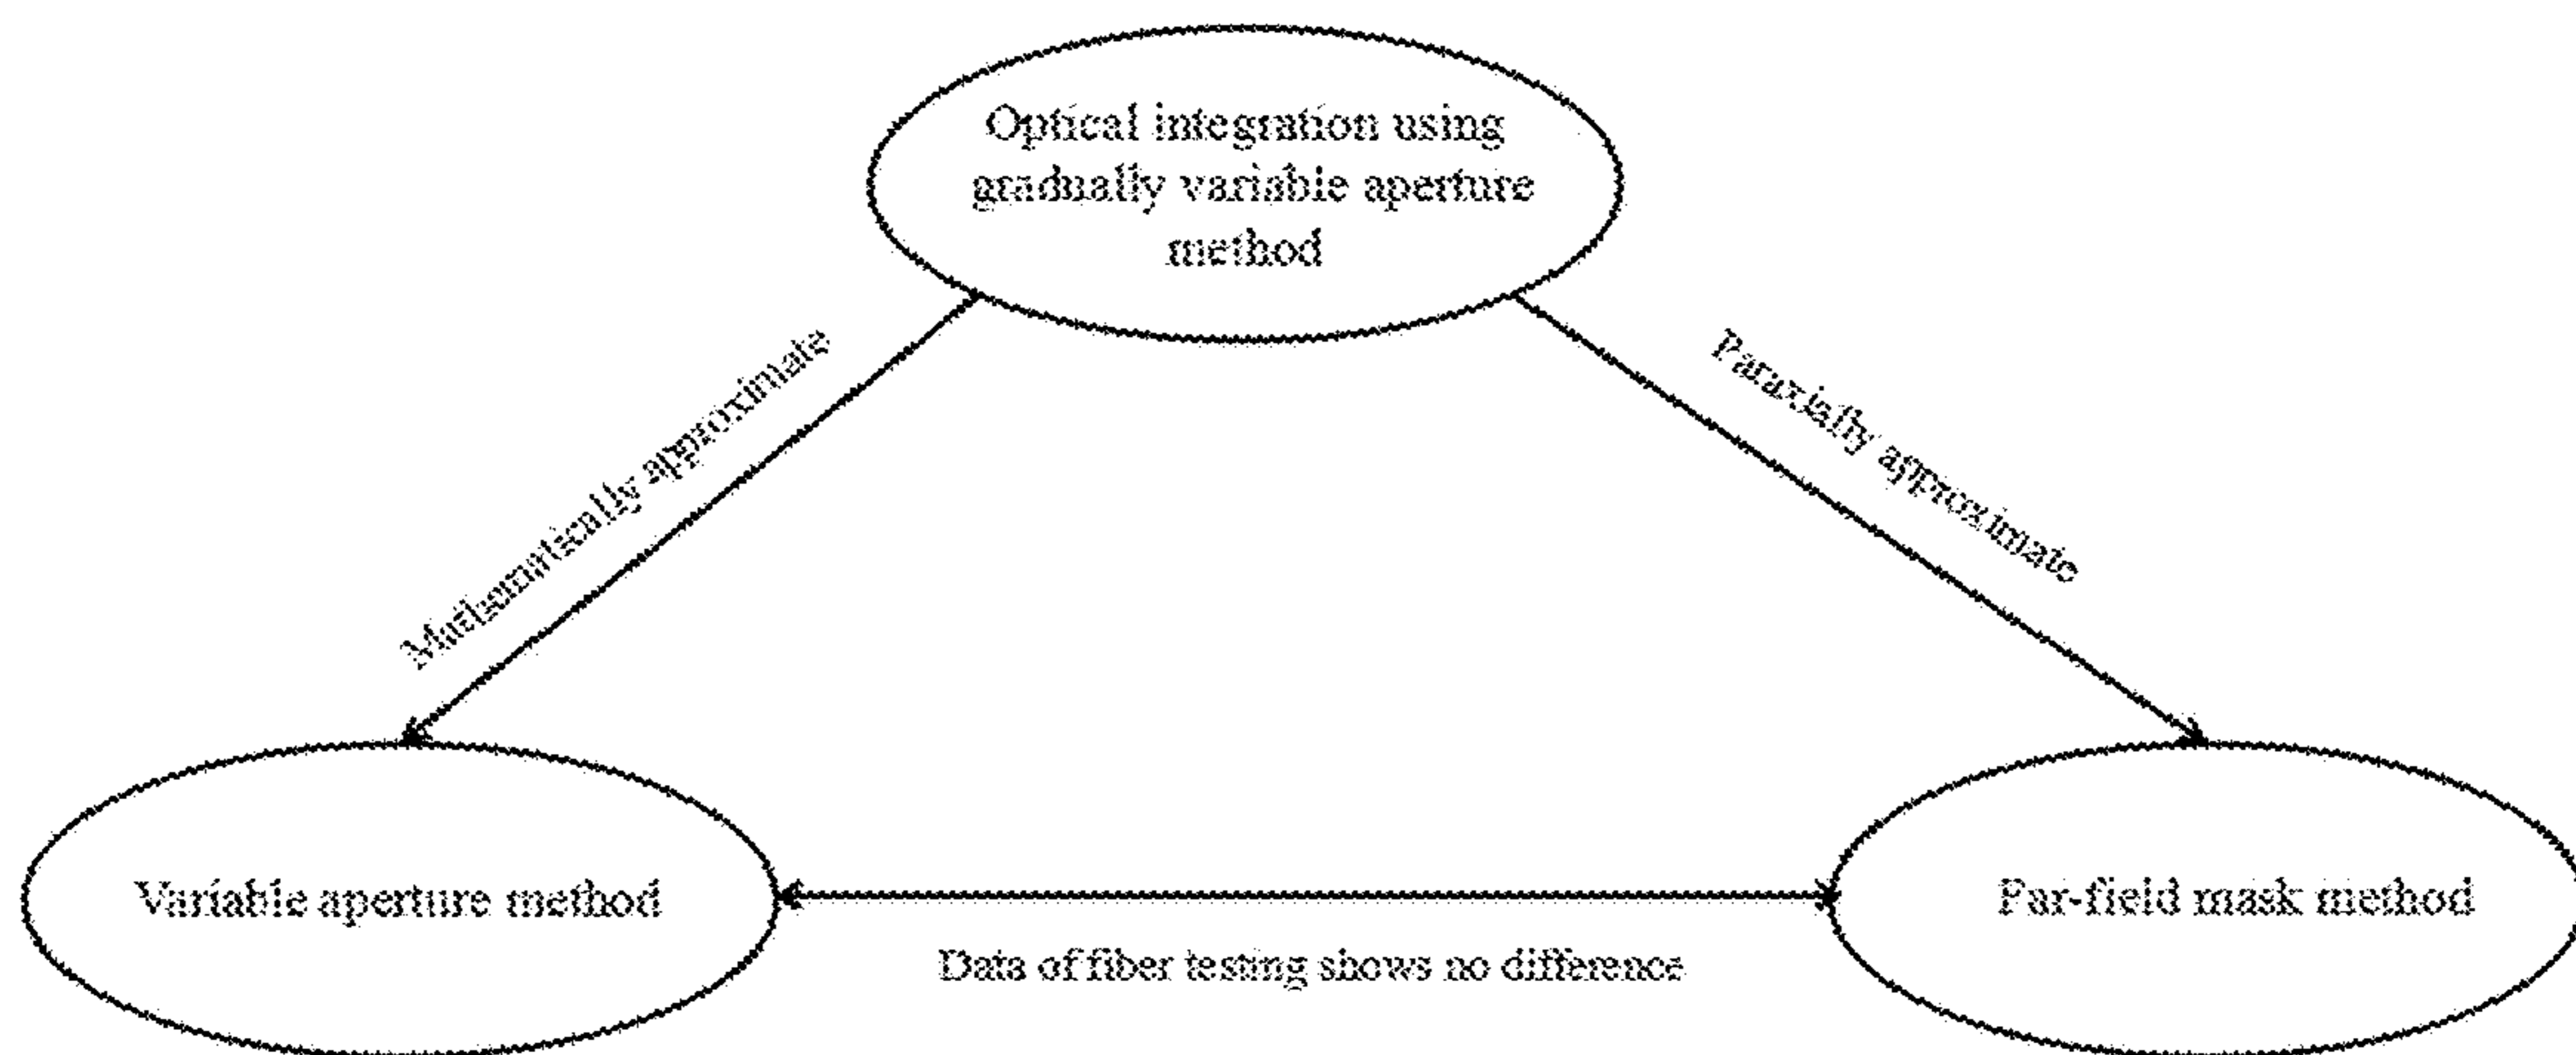 Optical integration using
gradually variable aperture
method
Mathematically approximate
Paraxially approximate
Variable aperture method
Far-field mask method
Data of fiber testing shows no difference